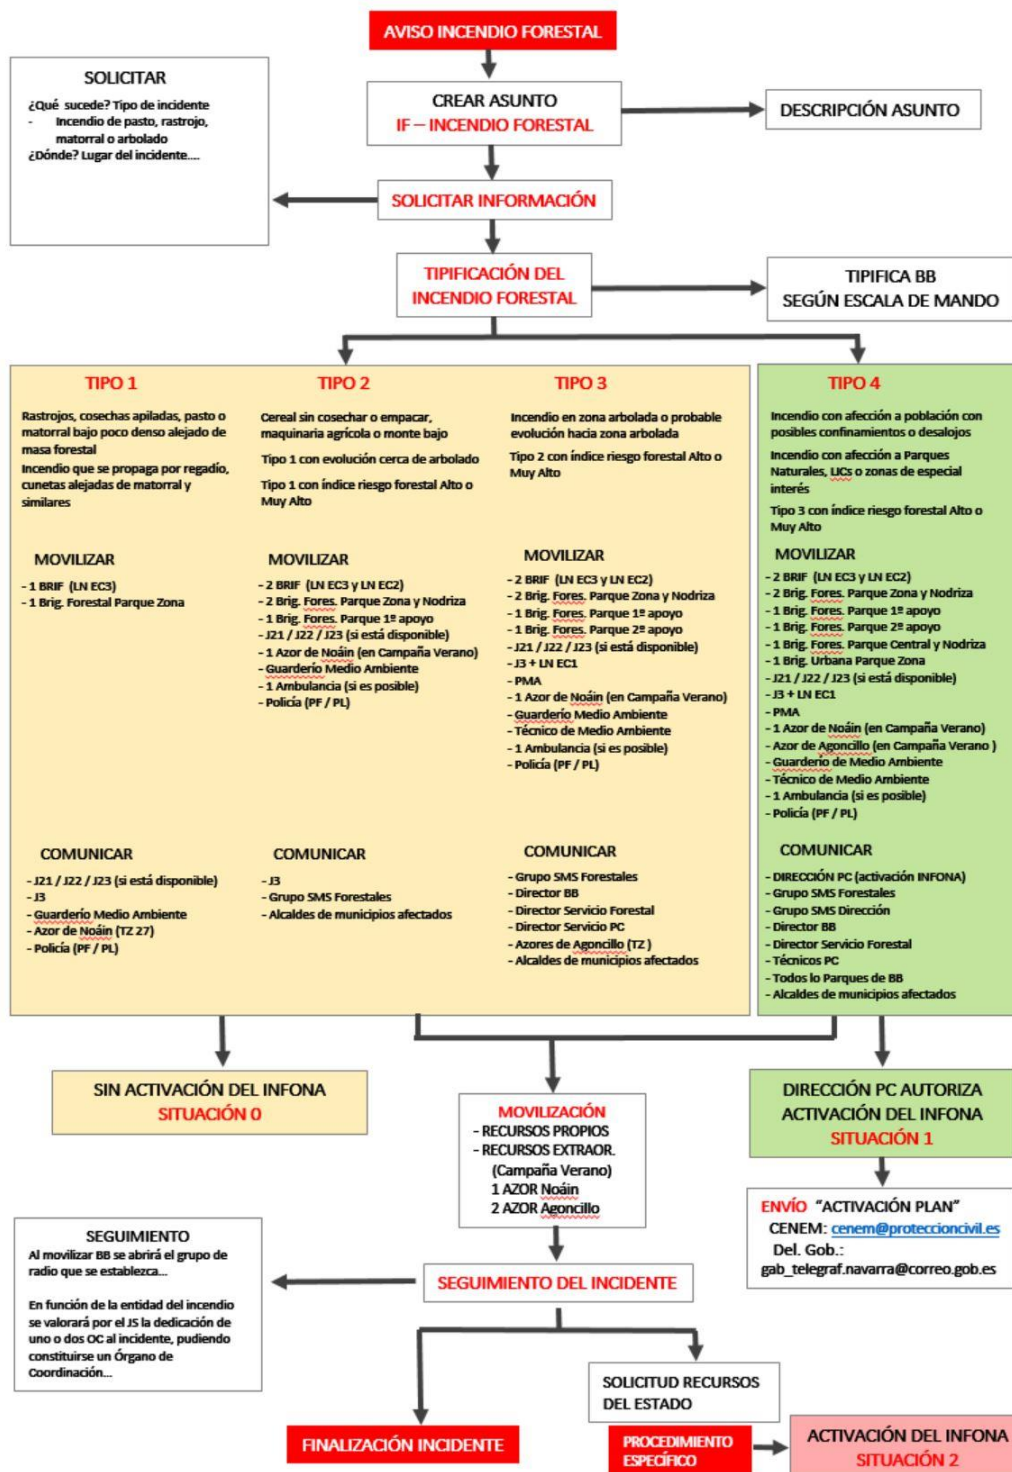 AVISO INCENDIO FORESTAL
SOLICITAR
¿Qué sucede? Tipo de incidente
- Incendio de pasto, rastrojo,
matorral o arbolado
¿Dónde? Lugar del incidente....
CREAR ASUNTO
IF – INCENDIO FORESTAL
DESCRIPCIÓN ASUNTO
SOLICITAR INFORMACIÓN
TIPIFICACIÓN DEL
INCENDIO FORESTAL
TIPIFICA BB
SEGÚN ESCALA DE MANDO
TIPO 1
Rastrojos, cosechas apiladas, pasto o
matorral bajo poco denso alejado de
masa forestal
Incendio que se propaga por regadío,
cunetas alejadas de matorral y
similares
MOVILIZAR
- 1 BRIF (LN EC3)
- 1 Brig. Forestal Parque Zona
COMUNICAR
- J21 / J22 / J23 (si está disponible)
- J3
- Guarderío Medio Ambiente
- Azor de Noáin (TZ 27)
- Policía (PF / PL)
TIPO 2
Cereal sin cosechar o empacar,
maquinaria agrícola o monte bajo
Tipo 1 con evolución cerca de arbolado
Tipo 1 con índice riesgo forestal Alto o
Muy Alto
MOVILIZAR
- 2 BRIF (LN EC3 y LN EC2)
- 2 Brig. Fores. Parque Zona y Nodriza
- 1 Brig. Fores. Parque 1º apoyo
- J21 / J22 / J23 (si está disponible)
- 1 Azor de Noáin (en Campaña Verano)
- Guarderío Medio Ambiente
- 1 Ambulancia (si es posible)
- Policía (PF / PL)
COMUNICAR
- J3
- Grupo SMS Forestales
- Alcaldes de municipios afectados
TIPO 3
Incendio en zona arbolada o probable
evolución hacia zona arbolada
Tipo 2 con índice riesgo forestal Alto o
Muy Alto
MOVILIZAR
- 2 BRIF (LN EC3 y LN EC2)
- 2 Brig. Fores. Parque Zona y Nodriza
- 1 Brig. Fores. Parque 1º apoyo
- 1 Brig. Fores. Parque 2º apoyo
- J21 / J22 / J23 (si está disponible)
- J3 + LN EC1
- PMA
- 1 Azor de Noáin (en Campaña Verano)
- Guarderío Medio Ambiente
- Técnico de Medio Ambiente
- 1 Ambulancia (si es posible)
- Policía (PF / PL)
COMUNICAR
- Grupo SMS Forestales
- Director BB
- Director Servicio Forestal
- Director Servicio PC
- Azores de Agoncillo (TZ )
- Alcaldes de municipios afectados
TIPO 4
Incendio con afección a población con
posibles confinamientos o desalojos
Incendio con afección a Parques
Naturales, LICs o zonas de especial
interés
Tipo 3 con índice riesgo forestal Alto o
Muy Alto
MOVILIZAR
- 2 BRIF (LN EC3 y LN EC2)
- 2 Brig. Fores. Parque Zona y Nodriza
- 1 Brig. Fores. Parque 1º apoyo
- 1 Brig. Fores. Parque 2º apoyo
- 1 Brig. Fores. Parque Central y Nodriza
- 1 Brig. Urbana Parque Zona
- J21 / J22 / J23 (si está disponible)
- J3 + LN EC1
- PMA
- 1 Azor de Noáin (en Campaña Verano)
- Azor de Agoncillo (en Campaña Verano )
- Guarderío de Medio Ambiente
- Técnico de Medio Ambiente
- 1 Ambulancia (si es posible)
- Policía (PF / PL)
COMUNICAR
- DIRECCIÓN PC (activación INFONA)
- Grupo SMS Forestales
- Grupo SMS Dirección
- Director BB
- Director Servicio Forestal
- Técnicos PC
- Todos lo Parques de BB
- Alcaldes de municipios afectados
SIN ACTIVACIÓN DEL INFONA
SITUACIÓN 0
MOVILIZACIÓN
- RECURSOS PROPIOS
- RECURSOS EXTRAOR.
(Campaña Verano)
1 AZOR Noáin
2 AZOR Agoncillo
DIRECCIÓN PC AUTORIZA
ACTIVACIÓN DEL INFONA
SITUACIÓN 1
ENVÍO "ACTIVACIÓN PLAN"
CENEM: cenem@proteccioncivil.es
Del. Gob.:
gab_telegraf.navarra@correo.gob.es
SEGUIMIENTO
Al movilizar BB se abrirá el grupo de
radio que se establezca...
En función de la entidad del incendio
se valorará por el JS la dedicación de
uno o dos OC al incidente, pudiendo
constituirse un Órgano de
Coordinación...
SEGUIMIENTO DEL INCIDENTE
SOLICITUD RECURSOS
DEL ESTADO
FINALIZACIÓN INCIDENTE
PROCEDIMIENTO
ESPECÍFICO
ACTIVACIÓN DEL INFONA
SITUACIÓN 2